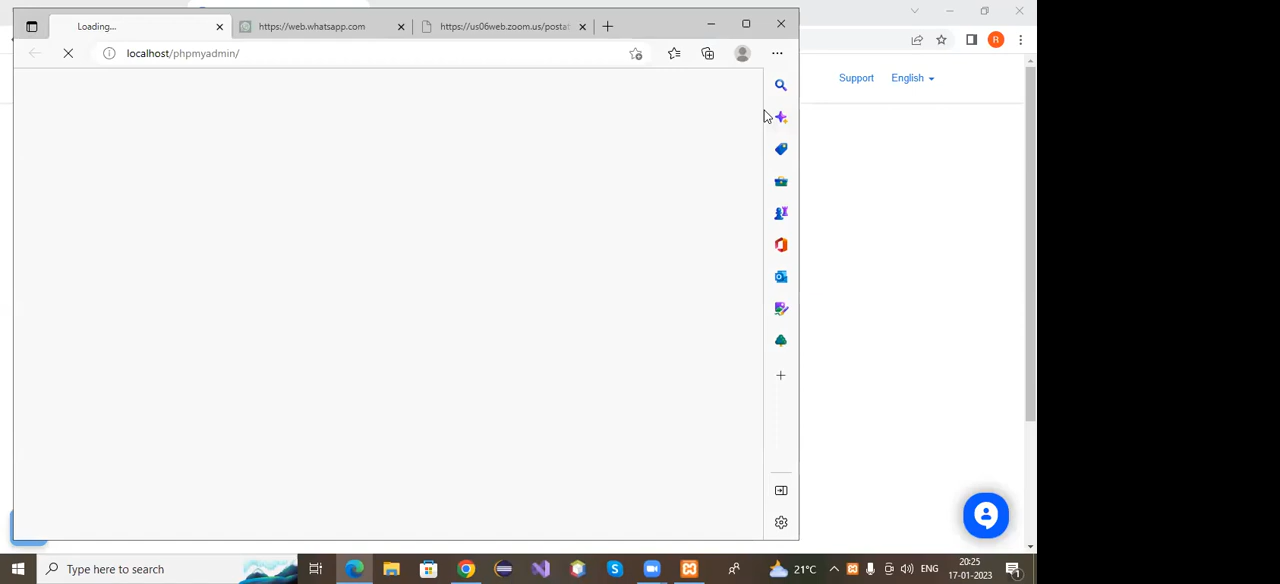 Loading...
https://web.whatsapp.com
https://us06web.zoom.us/postat
localhost/phpmyadmin/
Support
English
Type here to search
21°C
ENG
20:25
17-01-2023
R
1